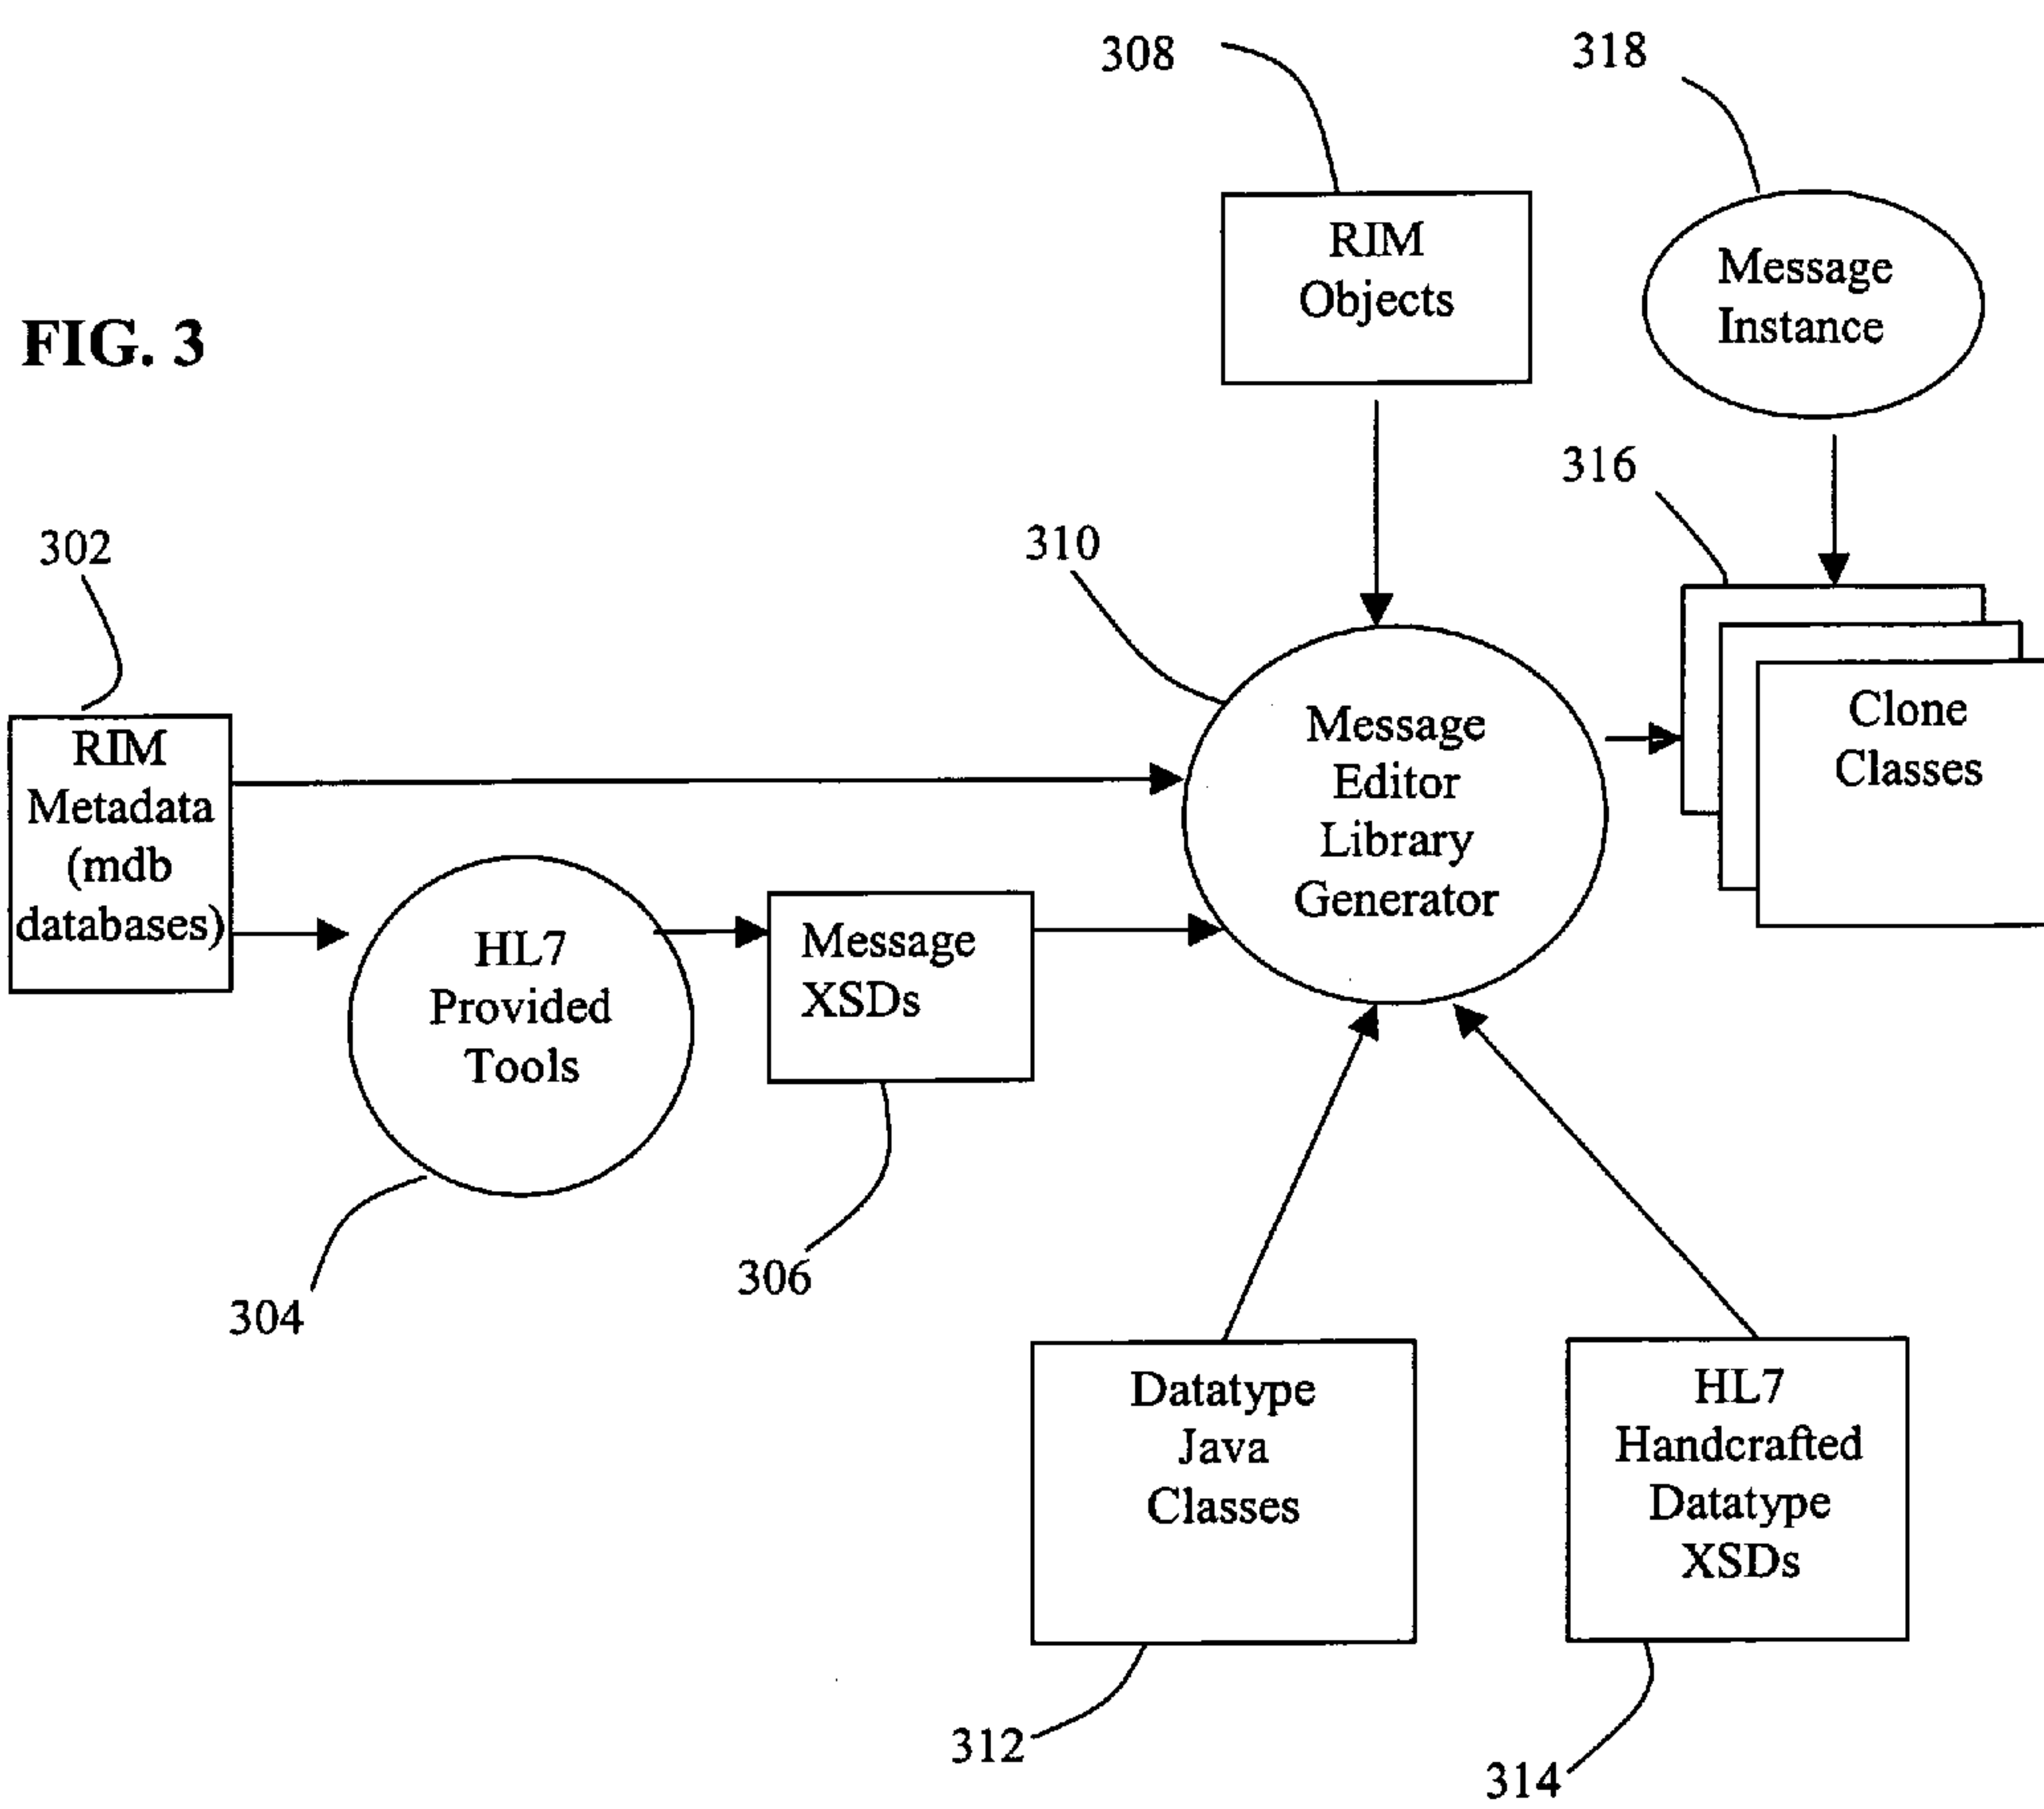 308
318
RIM
Objects
Message
Instance
FIG. 3
316
310
302
Message
Editor
Library
Generator
Clone
Classes
RIM
Metadata
(mdb
databases)
HL7
Provided
Tools
Message
XSDs
306
304
Datatype
Java
Classes
HL7
Handcrafted
Datatype
XSDs
312
314